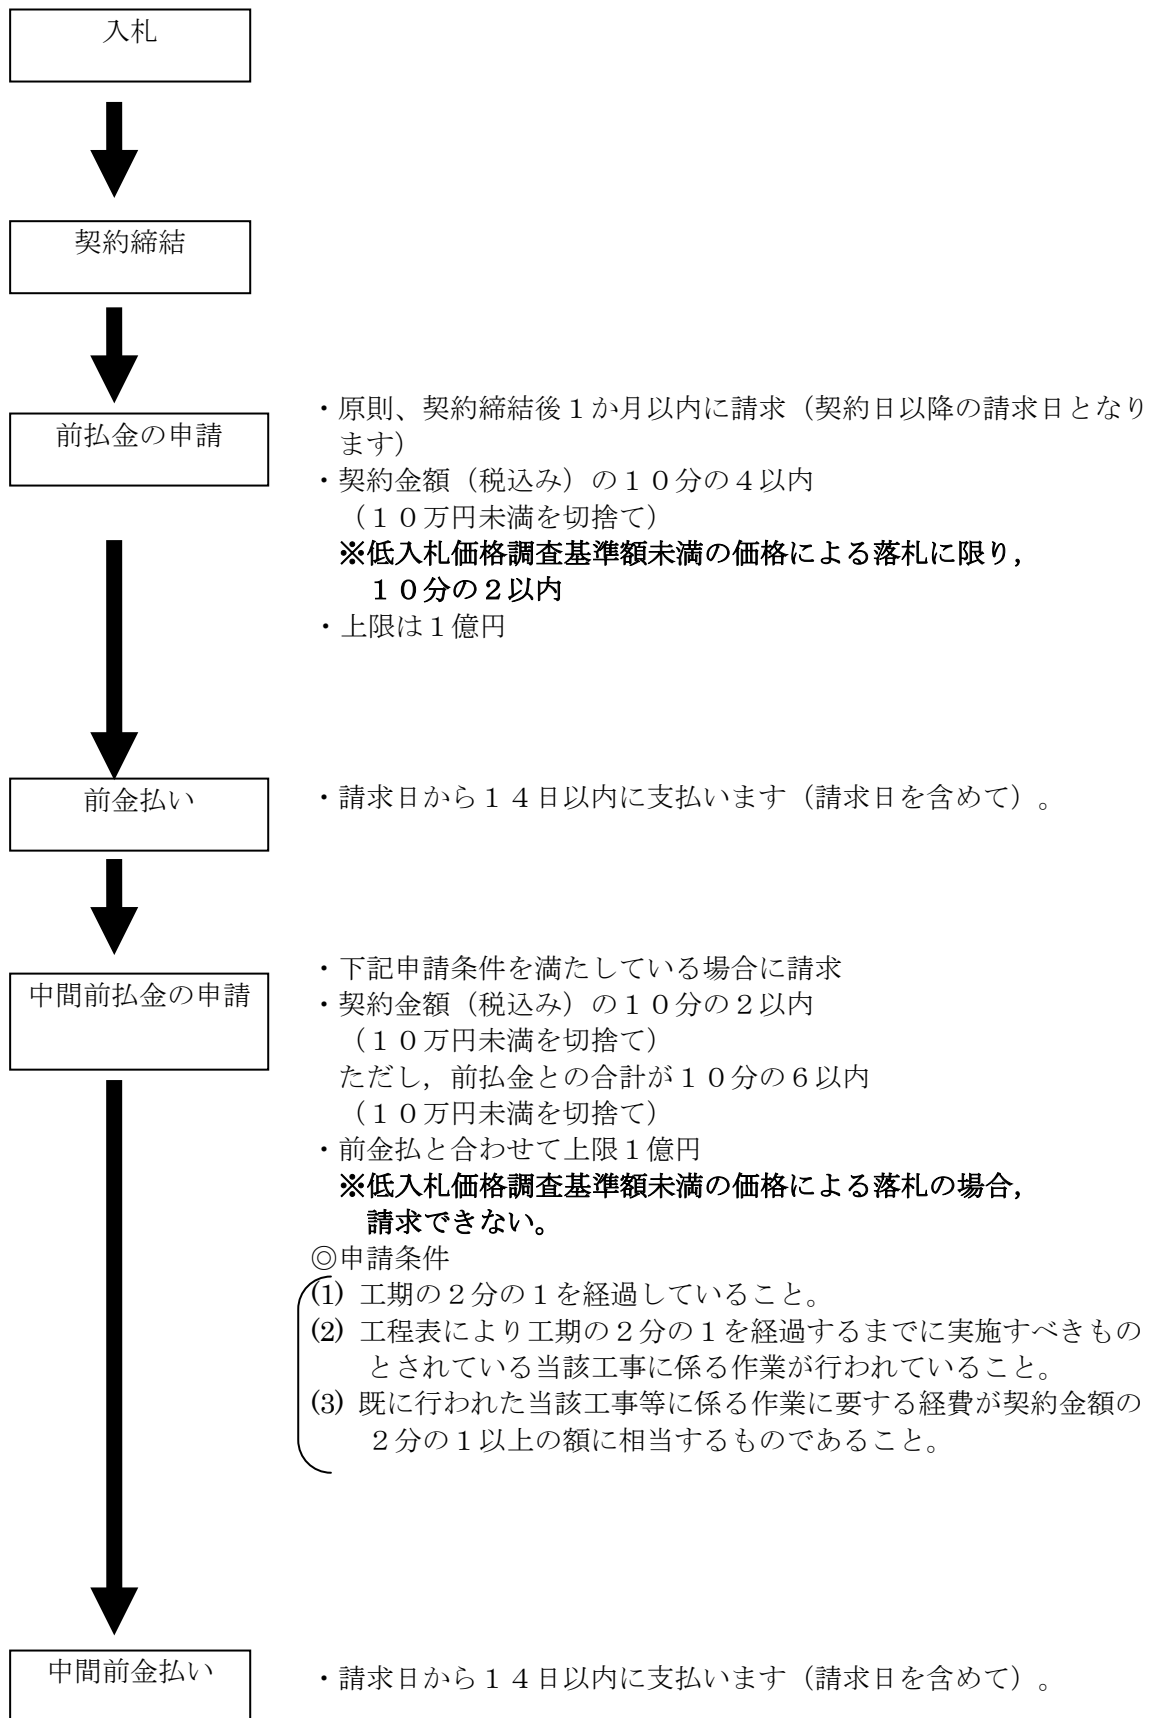 入札
契約締結
前払金の申請
・原則、契約締結後１か月以内に請求（契約日以降の請求日となり
ます）
・契約金額（税込み）の１０分の４以内
（１０万円未満を切捨て）
※低入札価格調査基準額未満の価格による落札に限り，
１０分の２以内
・上限は１億円
前金払い
・請求日から１４日以内に支払います（請求日を含めて）。
中間前払金の申請
・下記申請条件を満たしている場合に請求
・契約金額（税込み）の１０分の２以内
（１０万円未満を切捨て）
ただし，前払金との合計が１０分の６以内
（１０万円未満を切捨て）
・前金払と合わせて上限１億円
※低入札価格調査基準額未満の価格による落札の場合，
請求できない。
◎申請条件
(1) 工期の２分の１を経過していること。
(2) 工程表により工期の２分の１を経過するまでに実施すべきもの
とされている当該工事に係る作業が行われていること。
(3) 既に行われた当該工事等に係る作業に要する経費が契約金額の
２分の１以上の額に相当するものであること。
中間前金払い
・請求日から１４日以内に支払います（請求日を含めて）。